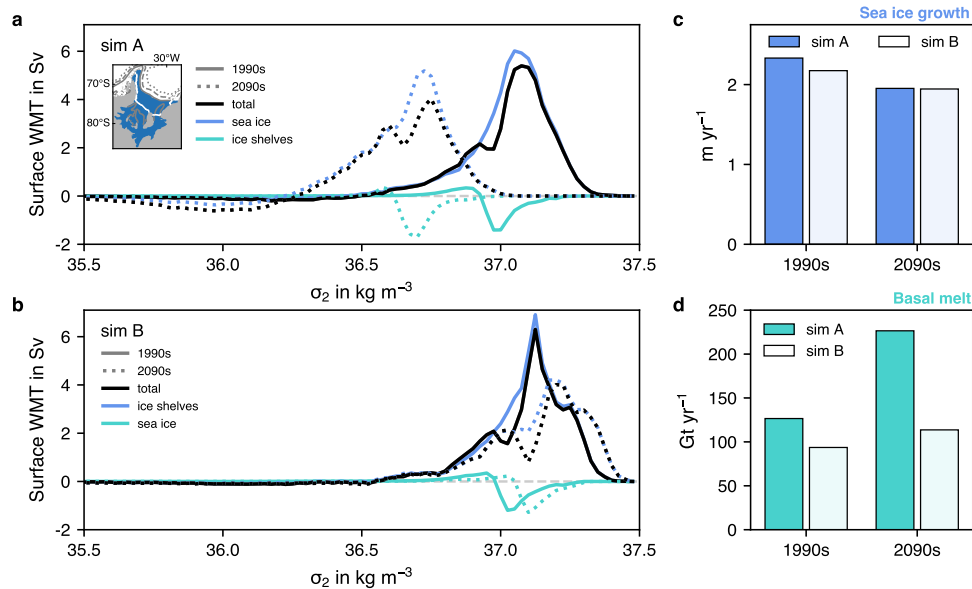 a
sim A
30°W
70°S
80°S
1990s
2090s
total
sea ice
ice shelves
Surface WMT in Sv
6
4
2
0
-2
35.5 36.0 36.5 37.0 37.5
σ2 in kg m−3
b
sim B
1990s
2090s
total
ice shelves
sea ice
Surface WMT in Sv
6
4
2
0
-2
35.5 36.0 36.5 37.0 37.5
σ2 in kg m−3
c
Sea ice growth
sim A sim B
m yr−1
2
1
0
1990s 2090s
d
Basal melt
sim A
sim B
Gt yr−1
250
200
150
100
50
0
1990s 2090s